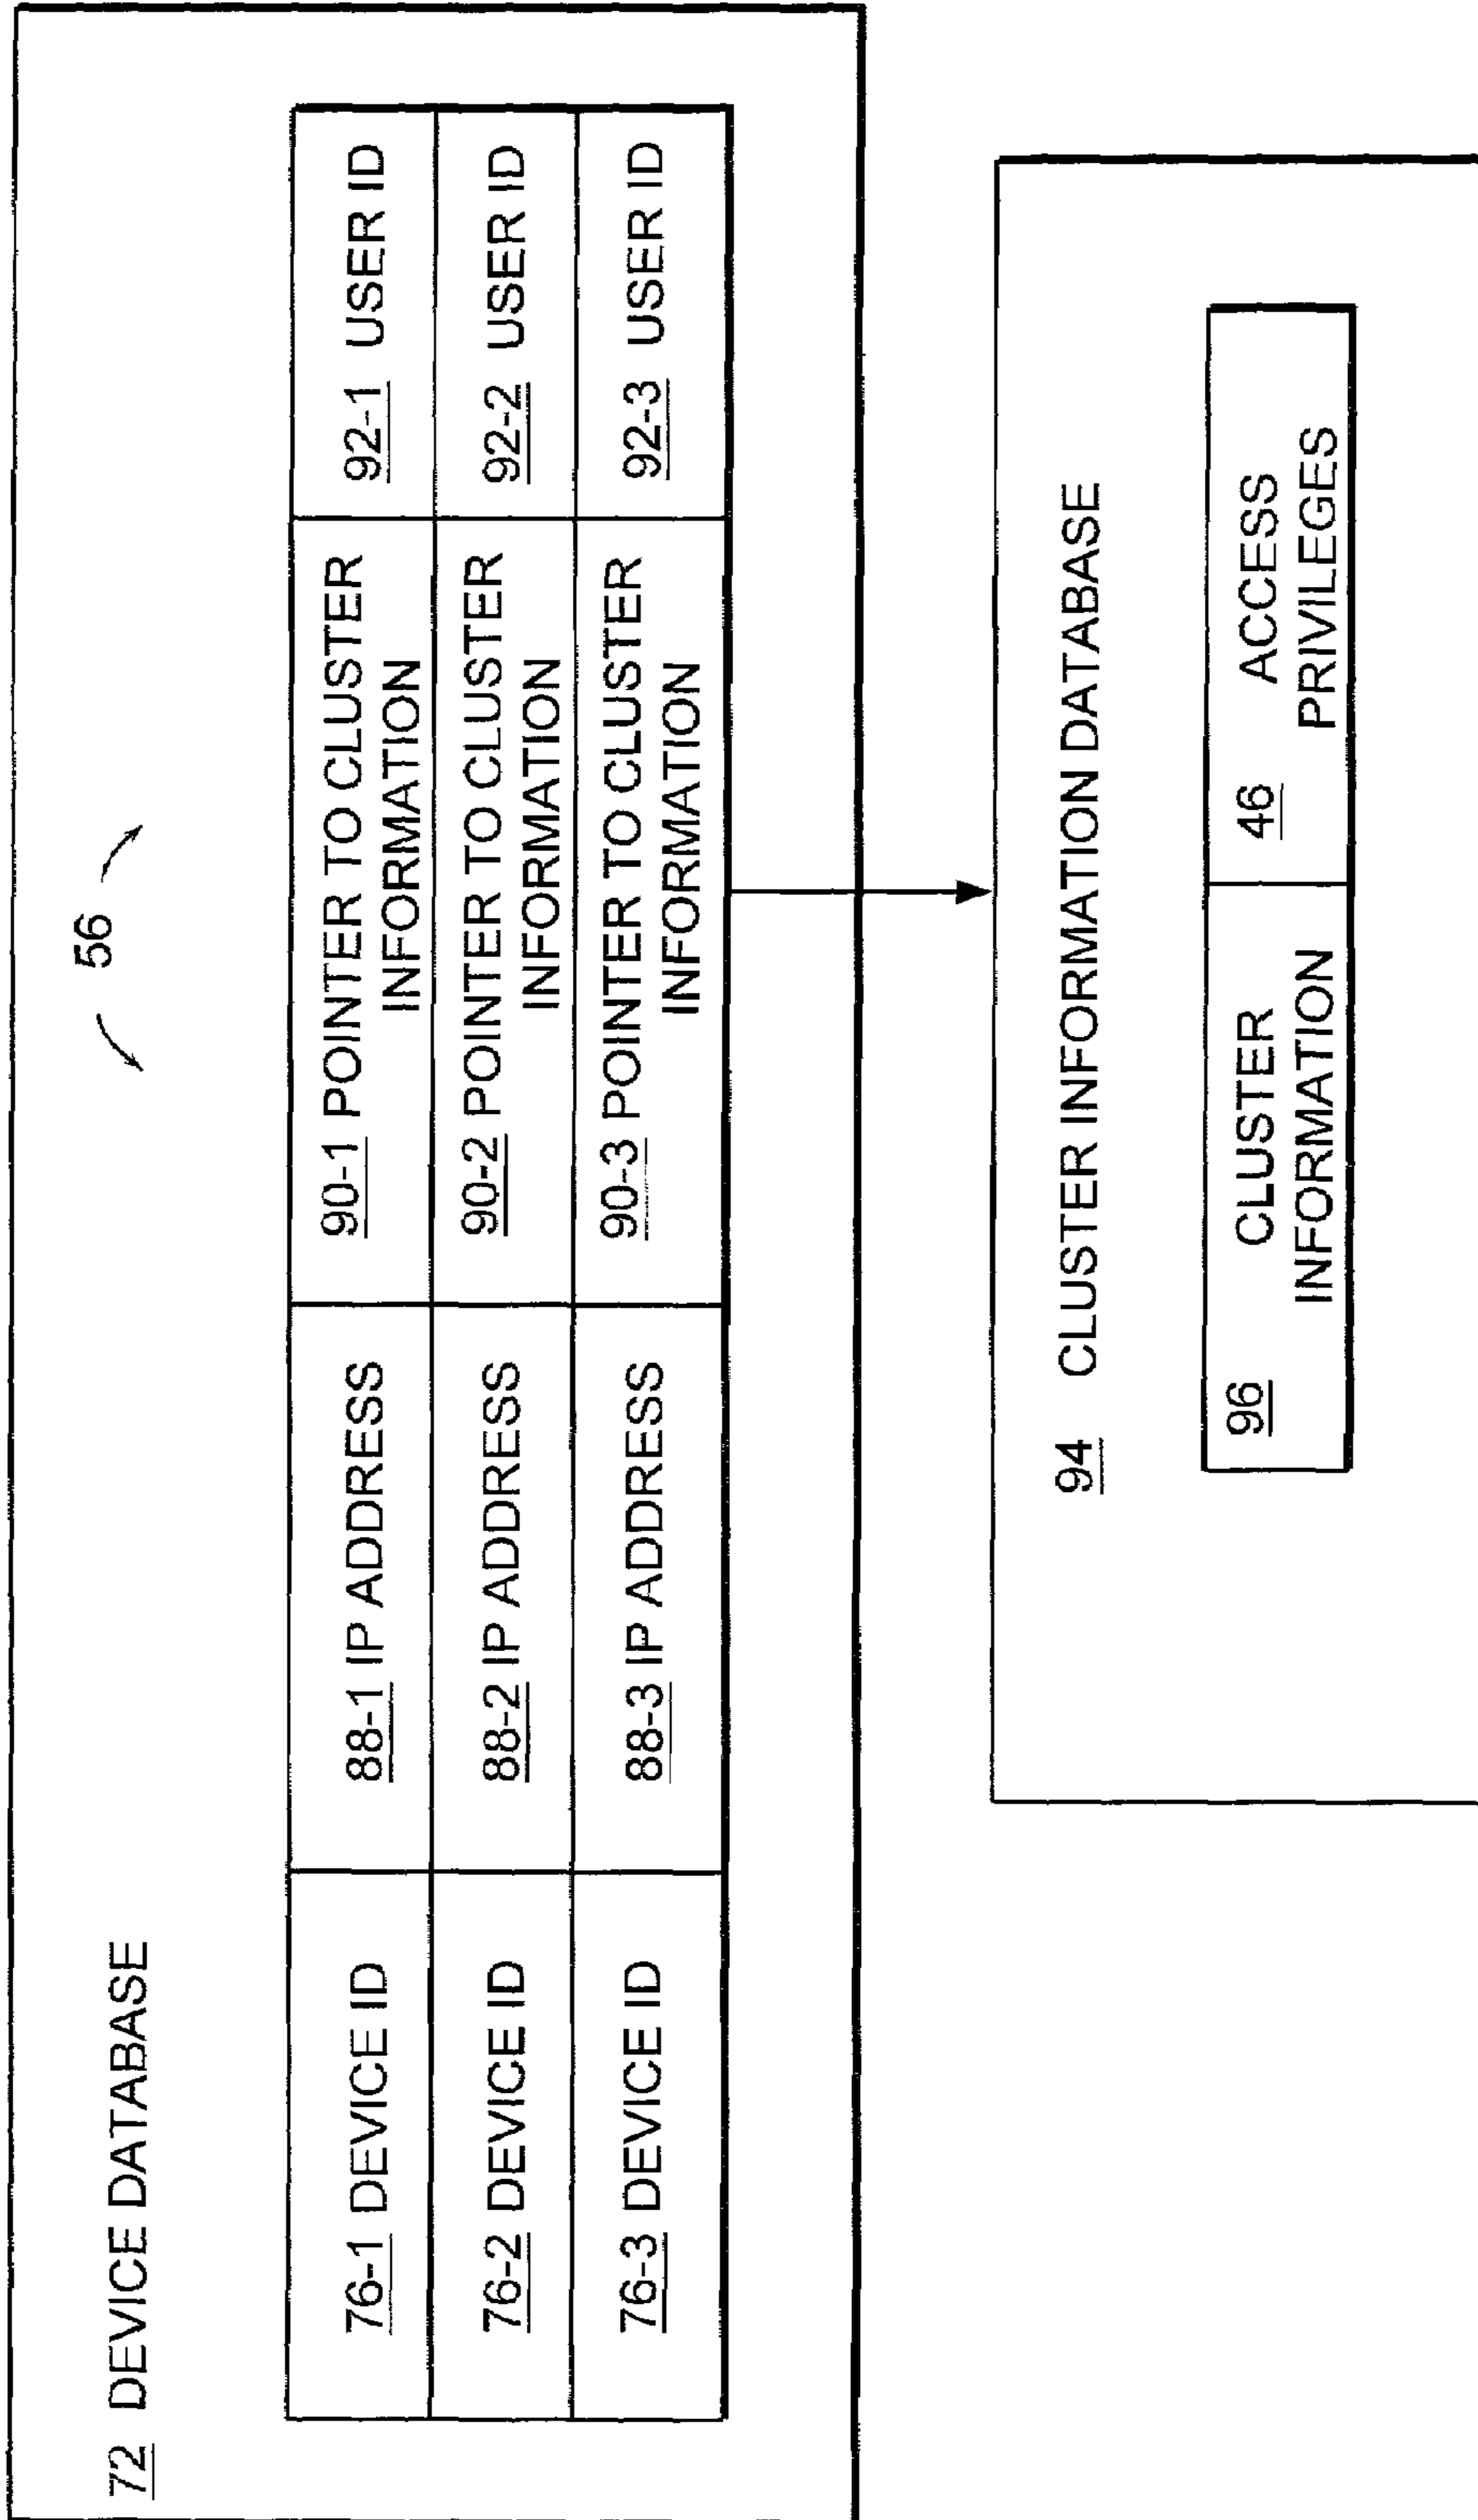 56
72 DEVICE DATABASE
76-1 DEVICE ID
88-1 IP ADDRESS
90-1 POINTER TO CLUSTER
INFORMATION
92-1 USER ID
76-2 DEVICE ID
88-2 IP ADDRESS
90-2 POINTER TO CLUSTER
INFORMATION
92-2 USER ID
76-3 DEVICE ID
88-3 IP ADDRESS
90-3 POINTER TO CLUSTER
INFORMATION
92-3 USER ID
94 CLUSTER INFORMATION DATABASE
96 CLUSTER
INFORMATION
46 ACCESS
PRIVILEGES